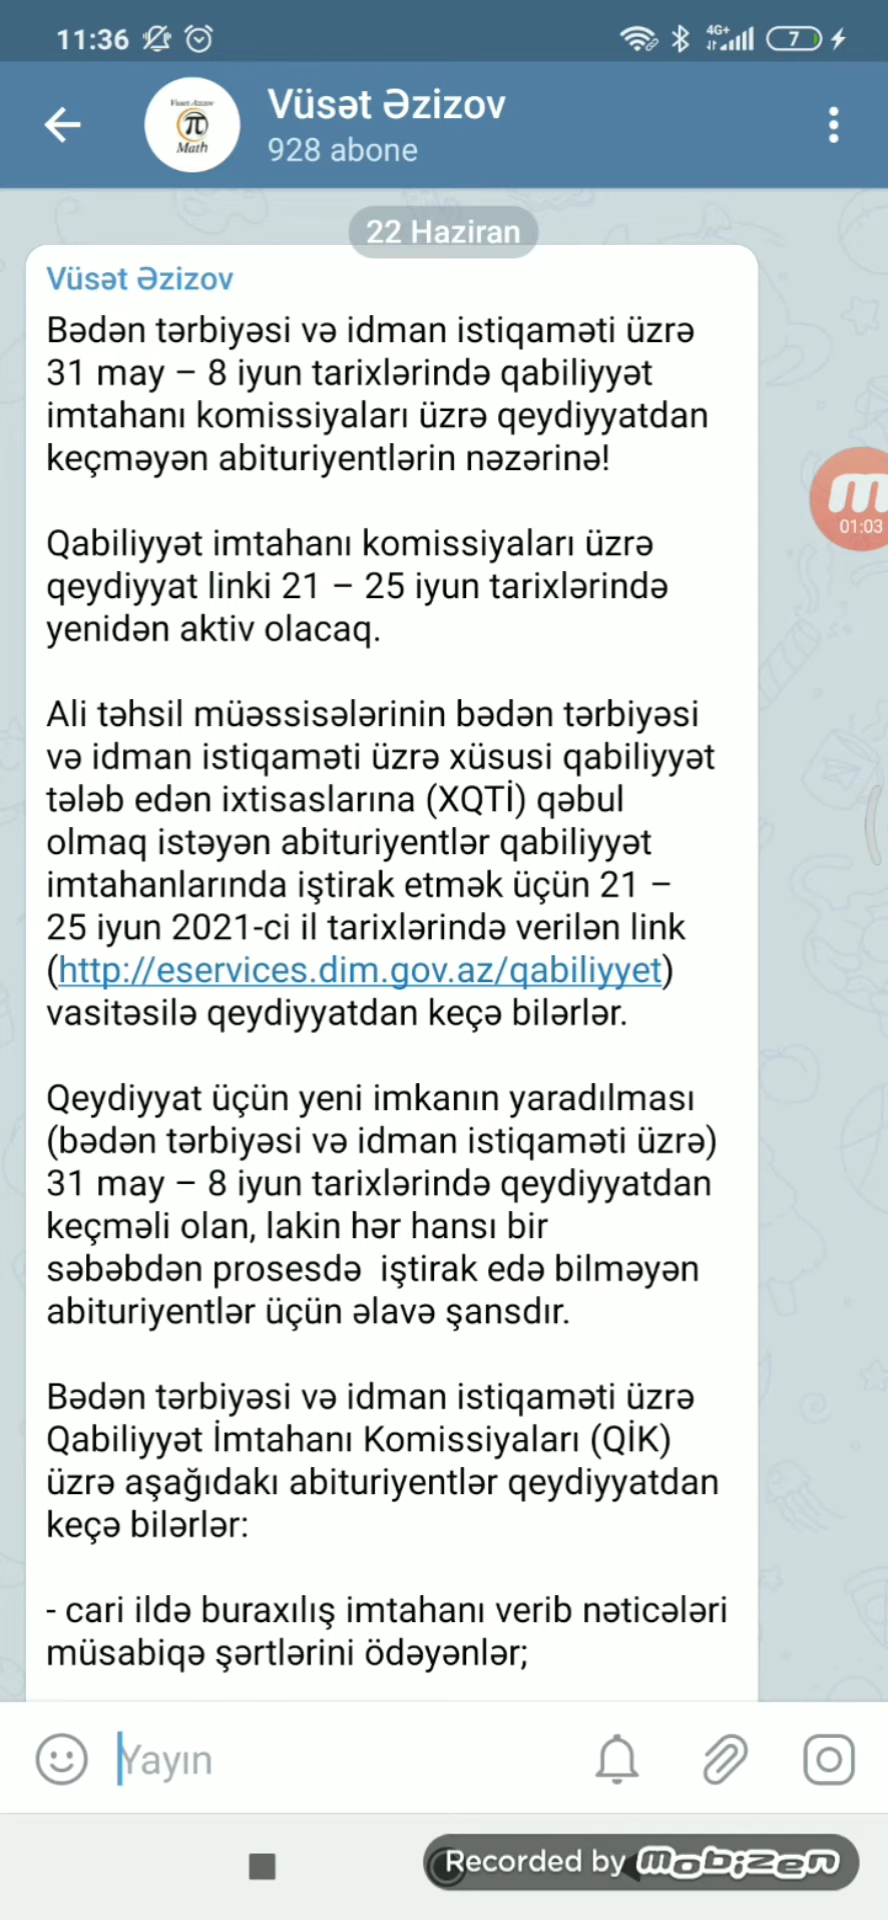 11:36
4G+
7
Vüsət Əzizov
928 abone
Vusat Azizov
π
Math
22 Haziran
Vüsət Əzizov
Bədən tərbiyəsi və idman istiqaməti üzrə
31 may – 8 iyun tarixlərində qabiliyyət
imtahanı komissiyaları üzrə qeydiyyatdan
keçməyən abituriyentlərin nəzərinə!
Qabiliyyət imtahanı komissiyaları üzrə
qeydiyyat linki 21 – 25 iyun tarixlərində
yenidən aktiv olacaq.
Ali təhsil müəssisələrinin bədən tərbiyəsi
və idman istiqaməti üzrə xüsusi qabiliyyət
tələb edən ixtisaslarına (XQTİ) qəbul
olmaq istəyən abituriyentlər qabiliyyət
imtahanlarında iştirak etmək üçün 21 –
25 iyun 2021-ci il tarixlərində verilən link
(http://eservices.dim.gov.az/qabiliyyet)
vasitəsilə qeydiyyatdan keçə bilərlər.
Qeydiyyat üçün yeni imkanın yaradılması
(bədən tərbiyəsi və idman istiqaməti üzrə)
31 may – 8 iyun tarixlərində qeydiyyatdan
keçməli olan, lakin hər hansı bir
səbəbdən prosesdə  iştirak edə bilməyən
abituriyentlər üçün əlavə şansdır.
Bədən tərbiyəsi və idman istiqaməti üzrə
Qabiliyyət İmtahanı Komissiyaları (QİK)
üzrə aşağıdakı abituriyentlər qeydiyyatdan
keçə bilərlər:
- cari ildə buraxılış imtahanı verib nəticələri
müsabiqə şərtlərini ödəyənlər;
m
01:03
Yayın
Recorded by mobizen